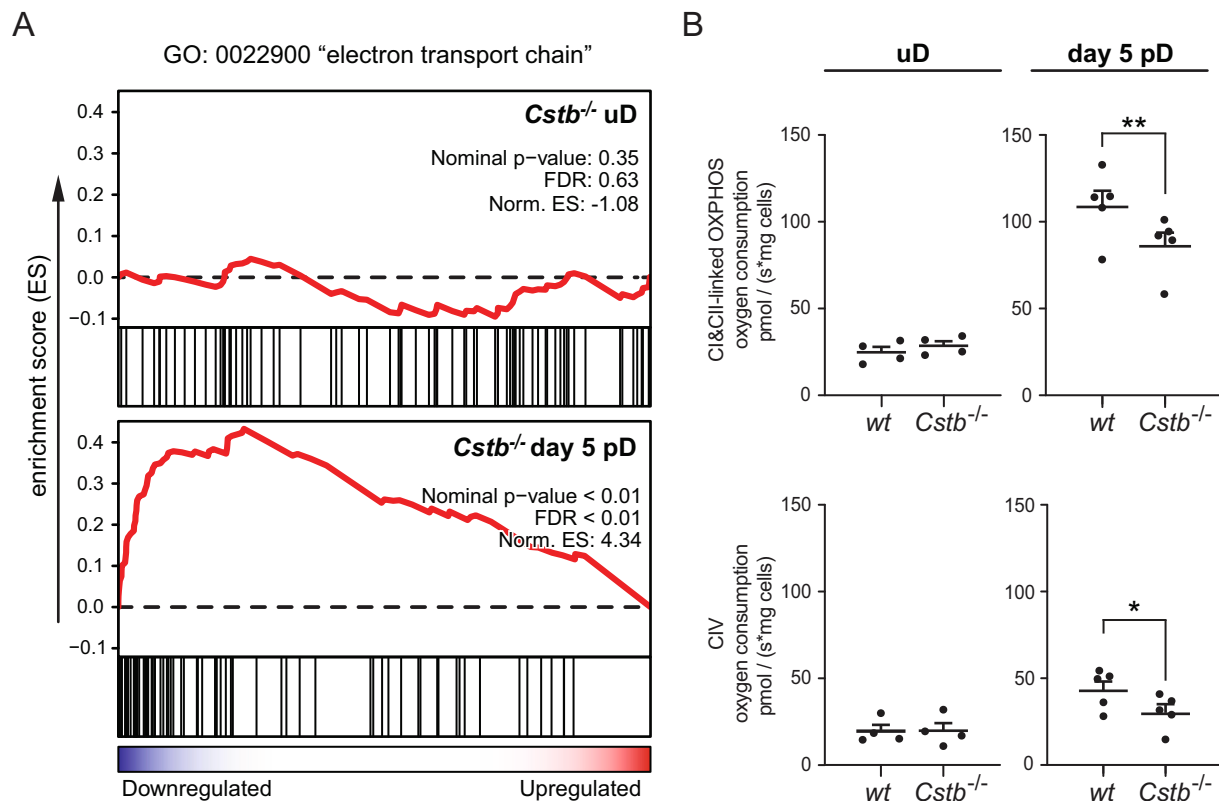 A
GO: 0022900 “electron transport chain”
enrichment score (ES)
0.4
0.3
0.2
0.1
0.0
−0.1
Cstb-/- uD
Nominal p−value: 0.35
FDR: 0.63
Norm. ES: -1.08
0.4
0.3
0.2
0.1
0.0
−0.1
Cstb-/- day 5 pD
Nominal p−value < 0.01
FDR < 0.01
Norm. ES: 4.34
Downregulated
Upregulated
B
uD
day 5 pD
CI&CII-linked OXPHOS
oxygen consumption
pmol / (s*mg cells)
150
100
50
0
wt
Cstb-/-
150
100
50
0
**
wt
Cstb-/-
CIV
oxygen consumption
pmol / (s*mg cells)
150
100
50
0
wt
Cstb-/-
150
100
50
0
*
wt
Cstb-/-